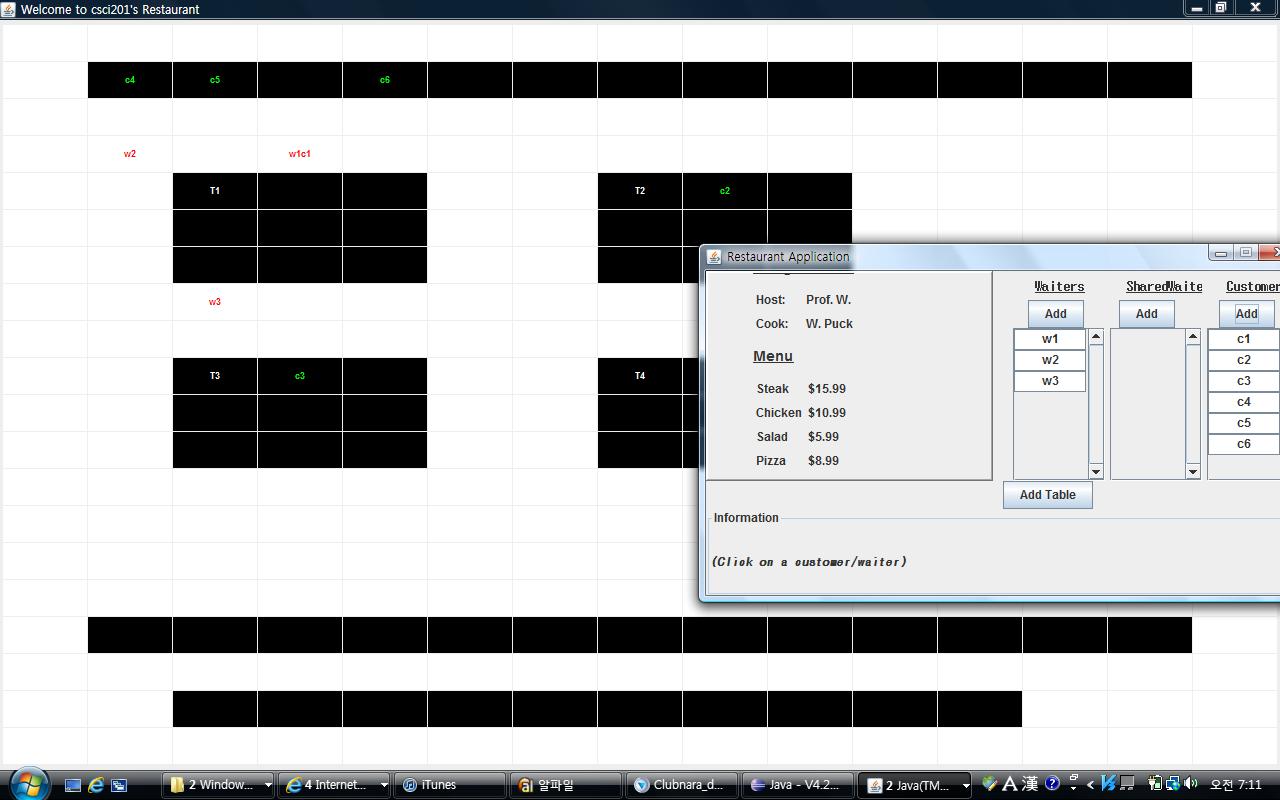 Welcome to csci201's Restaurant
c4 c5 c6
w2 w1c1
T1 T2 c2
Restaurant Application
w3
Host: Prof. W.
Cook: W. Puck
Menu
Steak $15.99
Chicken $10.99
Salad $5.99
Pizza $8.99
Waiters SharedWaite Customer
Add Add Add
w1 c1
w2 c2
w3 c3
c4
c5
c6
T3 c3 T4
Add Table
Information
(Click on a customer/waiter)
2 Window... 4 Internet... iTunes 알파일 Clubnara_d... Java - V4.2... 2 Java(TM... A 漢 오전 7:11